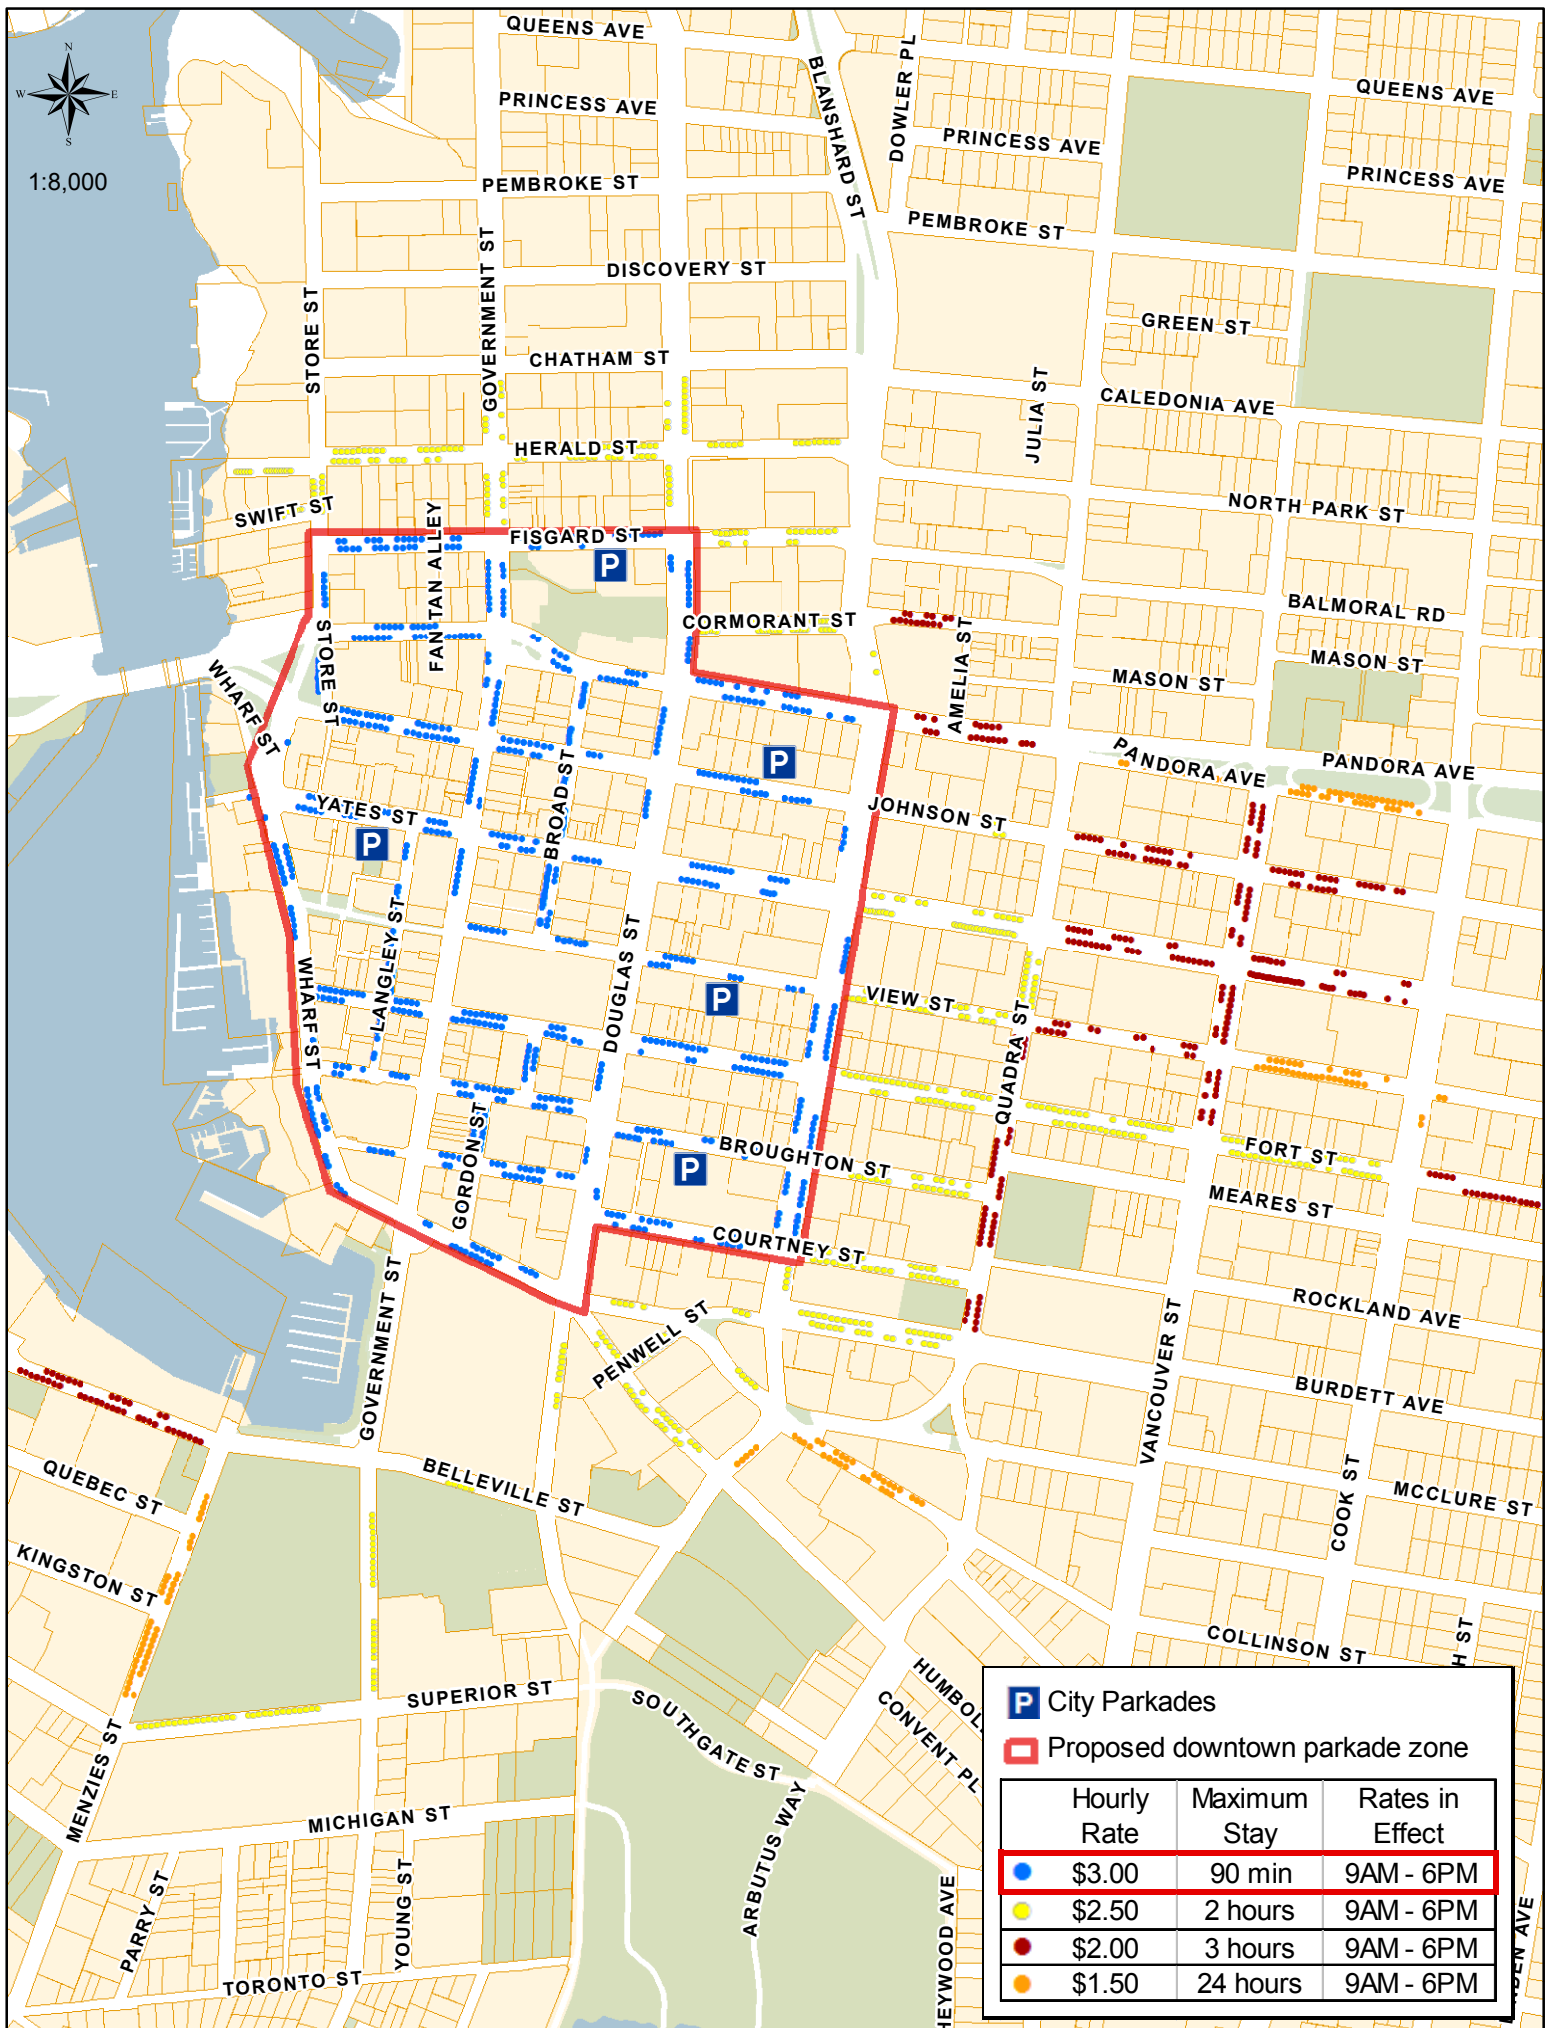 QUEENS AVE
N
W
E
S
1:8,000
BLANSHARD ST
DOWLER PL
QUEENS AVE
PRINCESS AVE
PRINCESS AVE
PEMBROKE ST
PRINCESS AVE
PEMBROKE ST
GOVERNMENT ST
DISCOVERY ST
STORE ST
GREEN ST
CHATHAM ST
JULIA ST
CALEDONIA AVE
HERALD ST
SWIFT ST
NORTH PARK ST
FAN TAN ALLEY
FISGARD ST
P
BALMORAL RD
CORMORANT ST
STORE ST
AMELIA ST
MASON ST
MASON ST
WHARF ST
PANDORA AVE
PANDORA AVE
P
BROAD ST
YATES ST
JOHNSON ST
P
LANGLEY ST
DOUGLAS ST
WHARF ST
P
VIEW ST
QUADRA ST
GORDON ST
BROUGHTON ST
P
FORT ST
MEARES ST
COURTNEY ST
GOVERNMENT ST
PENWELL ST
ROCKLAND AVE
VANCOUVER ST
BURDETT AVE
QUEBEC ST
BELLEVILLE ST
COOK ST
MCCLURE ST
KINGSTON ST
COLLINSON ST
H ST
SUPERIOR ST
SOUTHGATE ST
HUMBOL
CONVENT PL
MENZIES ST
MICHIGAN ST
ARBUTUS WAY
PARRY ST
YOUNG ST
TORONTO ST
HEYWOOD AVE
DEN AVE
P City Parkades
Proposed downtown parkade zone
Hourly Rate Maximum Stay Rates in Effect
$3.00 90 min 9AM - 6PM
$2.50 2 hours 9AM - 6PM
$2.00 3 hours 9AM - 6PM
$1.50 24 hours 9AM - 6PM